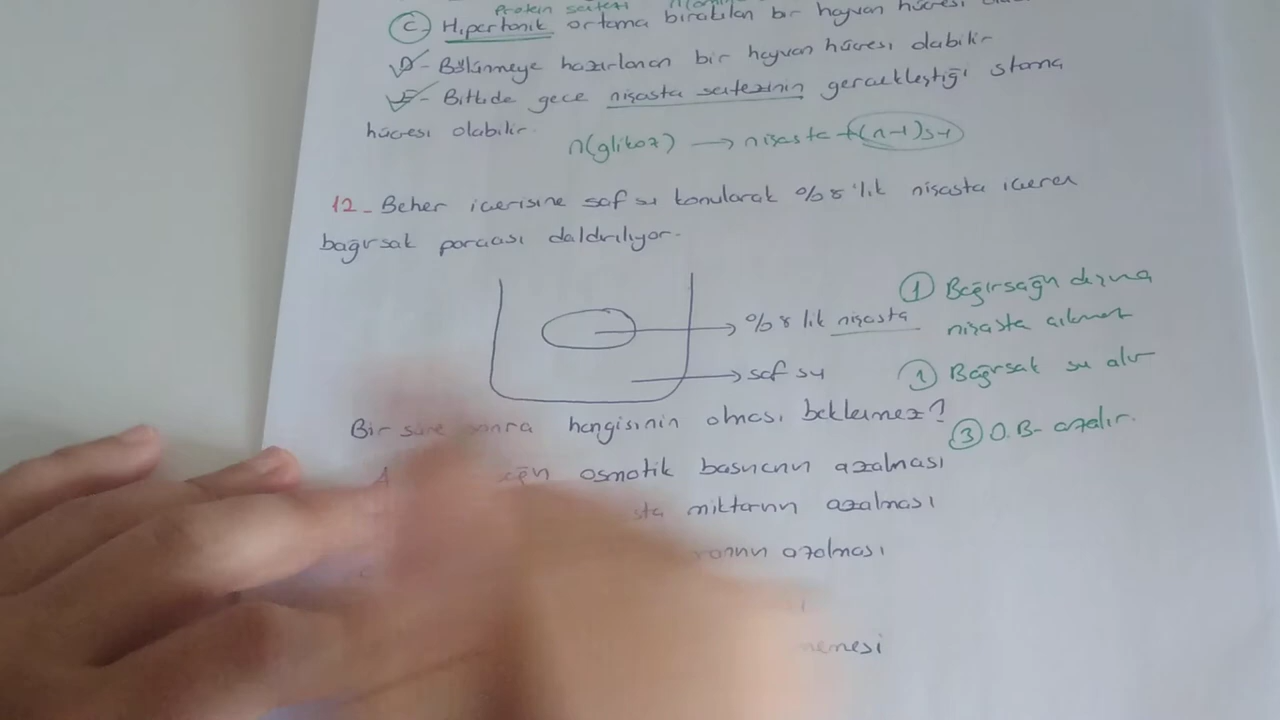 Protein sentezi
C) Hipertonik ortama bırakılan bir hayvan hücresi
D- Bölünmeye hazırlanan bir hayvan hücresi olabilir
E- Bitkide gece nişasta sentezinin gerçekleştiği stoma
hücresi olabilir.
n(glikoz) → nişasta + (n-1) su
12- Beher içerisine saf su konularak %8'lik nişasta içeren
bağırsak parçası daldırılıyor.
%8 lik nişasta
saf su
① Bağırsağın dışına
nişasta çıkmaz
① Bağırsak su alır
③ O.B- azalır.
Bir süre sonra hangisinin olması beklenmez?
A
osmotik basıncının azalması
miktarının azalması
azalması